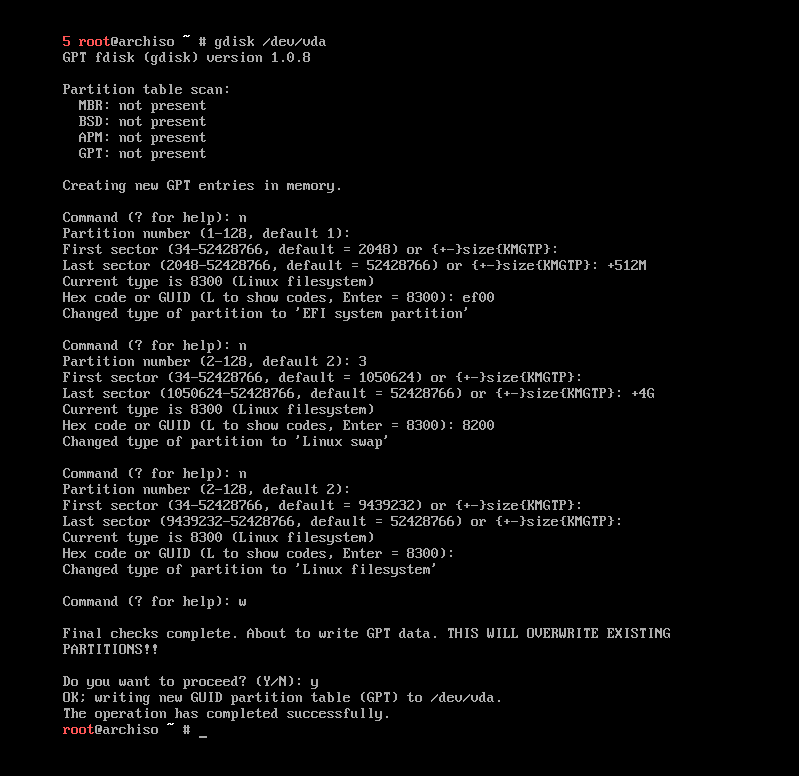 5 root@archiso ~ # gdisk /dev/vda
GPT fdisk (gdisk) version 1.0.8
Partition table scan:
MBR: not present
BSD: not present
APM: not present
GPT: not present
Creating new GPT entries in memory.
Command (? for help): n
Partition number (1-128, default 1):
First sector (34-52428766, default = 2048) or {+-}size{KMGTP}:
Last sector (2048-52428766, default = 52428766) or {+-}size{KMGTP}: +512M
Current type is 8300 (Linux filesystem)
Hex code or GUID (L to show codes, Enter = 8300): ef00
Changed type of partition to 'EFI system partition'
Command (? for help): n
Partition number (2-128, default 2): 3
First sector (34-52428766, default = 1050624) or {+-}size{KMGTP}:
Last sector (1050624-52428766, default = 52428766) or {+-}size{KMGTP}: +4G
Current type is 8300 (Linux filesystem)
Hex code or GUID (L to show codes, Enter = 8300): 8200
Changed type of partition to 'Linux swap'
Command (? for help): n
Partition number (2-128, default 2):
First sector (34-52428766, default = 9439232) or {+-}size{KMGTP}:
Last sector (9439232-52428766, default = 52428766) or {+-}size{KMGTP}:
Current type is 8300 (Linux filesystem)
Hex code or GUID (L to show codes, Enter = 8300):
Changed type of partition to 'Linux filesystem'
Command (? for help): w
Final checks complete. About to write GPT data. THIS WILL OVERWRITE EXISTING
PARTITIONS!!
Do you want to proceed? (Y/N): y
OK; writing new GUID partition table (GPT) to /dev/vda.
The operation has completed successfully.
root@archiso ~ # _